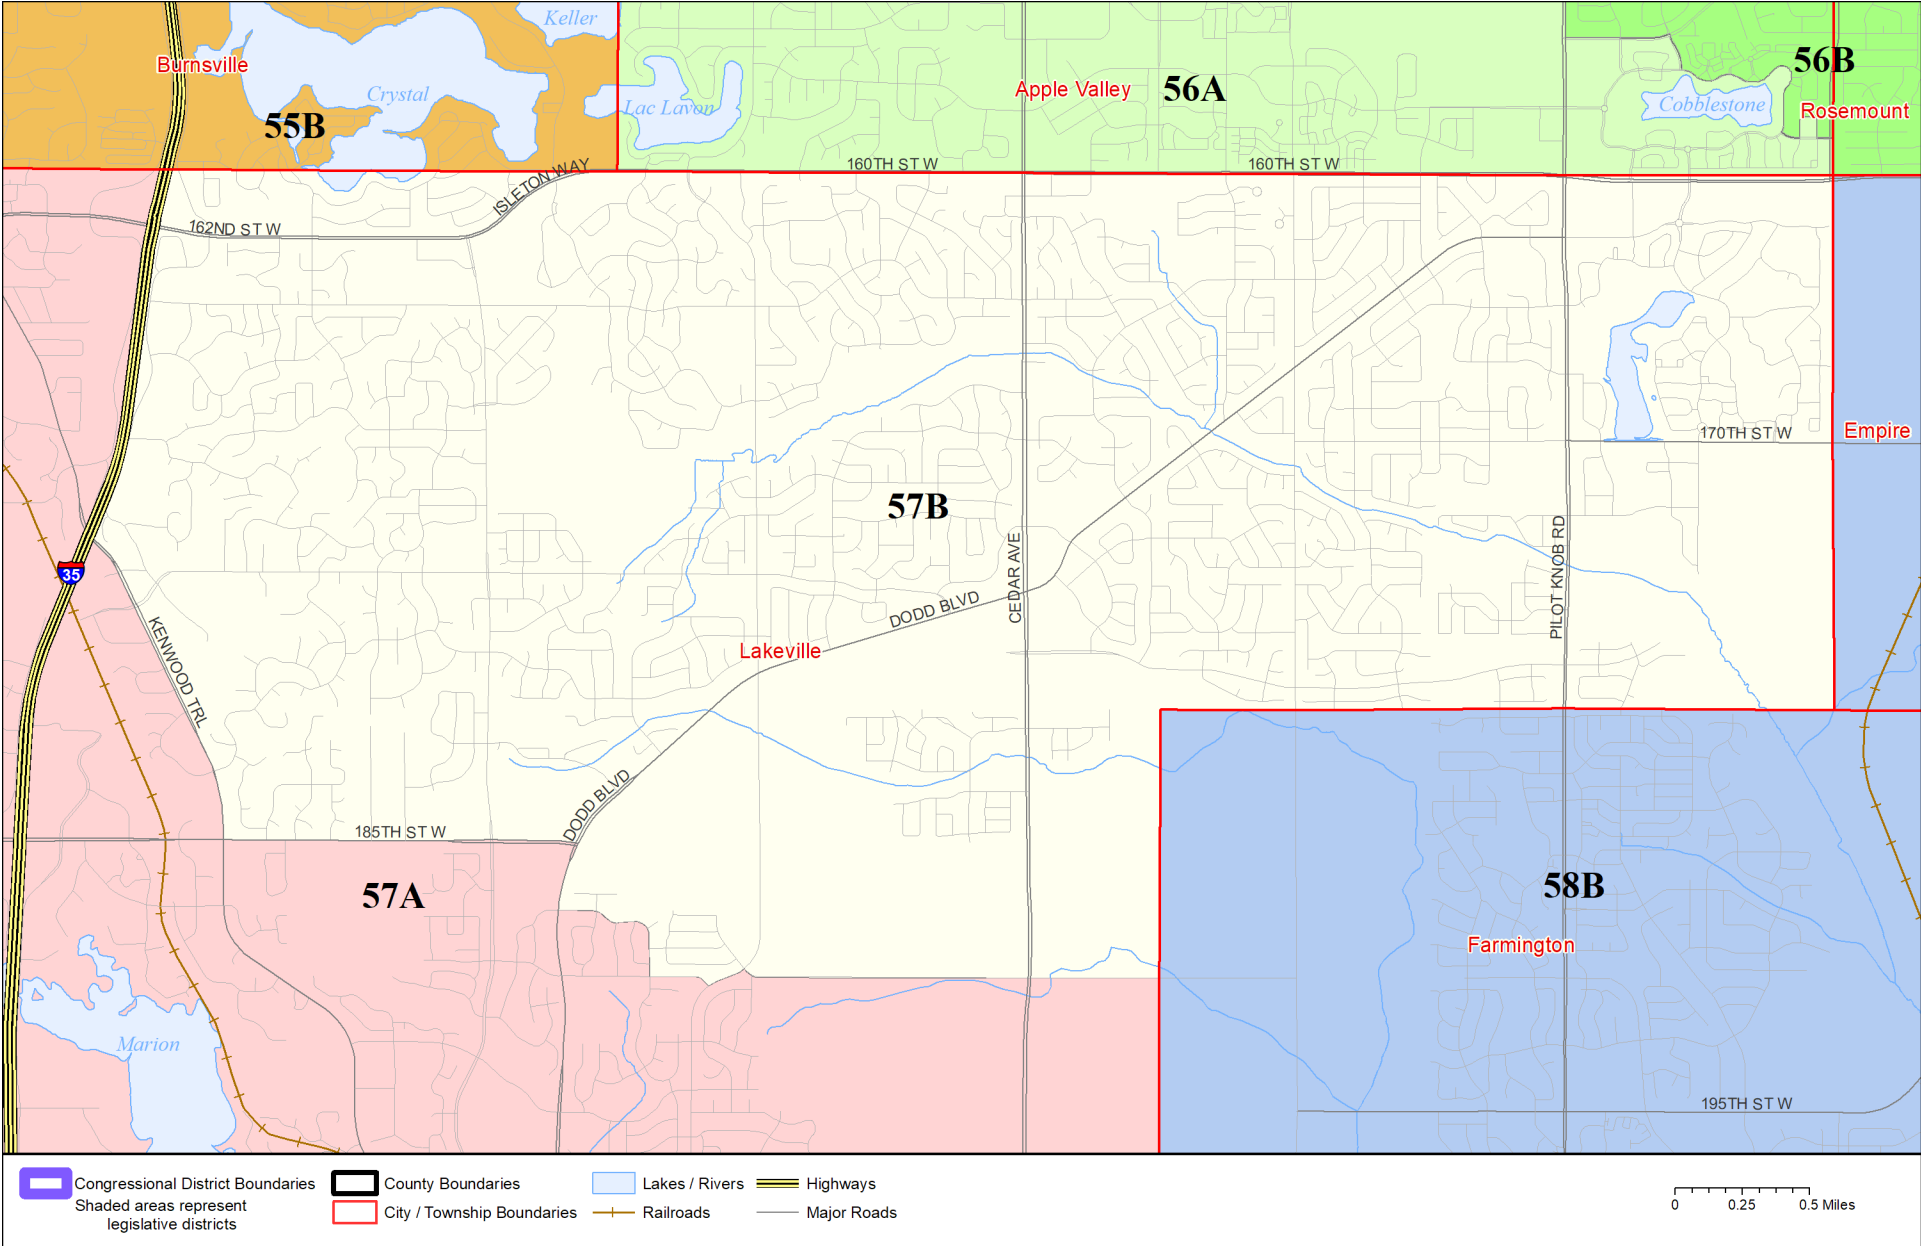 Keller
Burnsville
56B
Crystal
Apple Valley
56A
Lac Lavon
Cobblestone
Rosemount
55B
160TH ST W
160TH ST W
ISLETON WAY
162ND ST W
170TH ST W
Empire
57B
CEDAR AVE
PILOT KNOB RD
35
DODD BLVD
KENWOOD TRL
Lakeville
DODD BLVD
185TH ST W
57A
58B
Farmington
Marion
195TH ST W
Congressional District Boundaries
Shaded areas represent
legislative districts
County Boundaries
City / Township Boundaries
Lakes / Rivers
Railroads
Highways
Major Roads
0 0.25 0.5 Miles